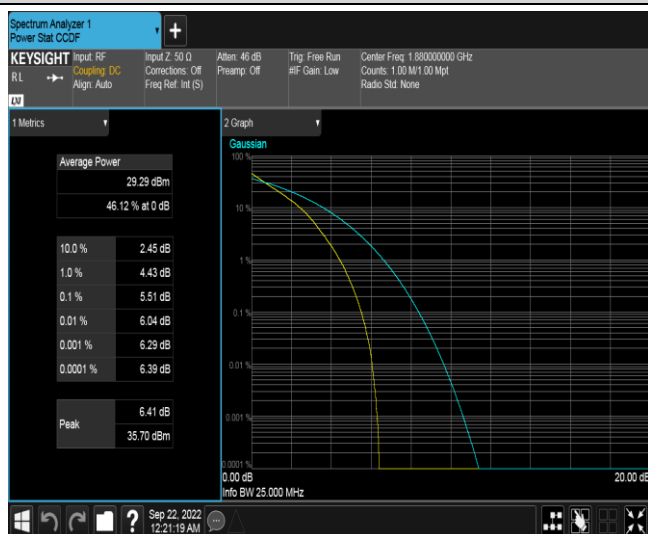 Spectrum Analyzer 1
Power Stat CCDF
+
KEYSIGHT
RL
LXI
Input: RF
Coupling: DC
Align: Auto
Input Z: 50 Ω
Corrections: Off
Freq Ref: Int (S)
Atten: 46 dB
Preamp: Off
Trig: Free Run
#IF Gain: Low
Center Freq: 1.880000000 GHz
Counts: 1.00 M/1.00 Mpt
Radio Std: None
1 Metrics
Average Power
29.29 dBm
46.12 % at 0 dB
10.0 % 2.45 dB
1.0 % 4.43 dB
0.1 % 5.51 dB
0.01 % 6.04 dB
0.001 % 6.29 dB
0.0001 % 6.39 dB
Peak
6.41 dB
35.70 dBm
2 Graph
Gaussian
100 %
10 %
1 %
0.1 %
0.01 %
0.001 %
0.0001 %
0.00 dB 20.00 dB
Info BW 25.000 MHz
?
Sep 22, 2022
12:21:19 AM